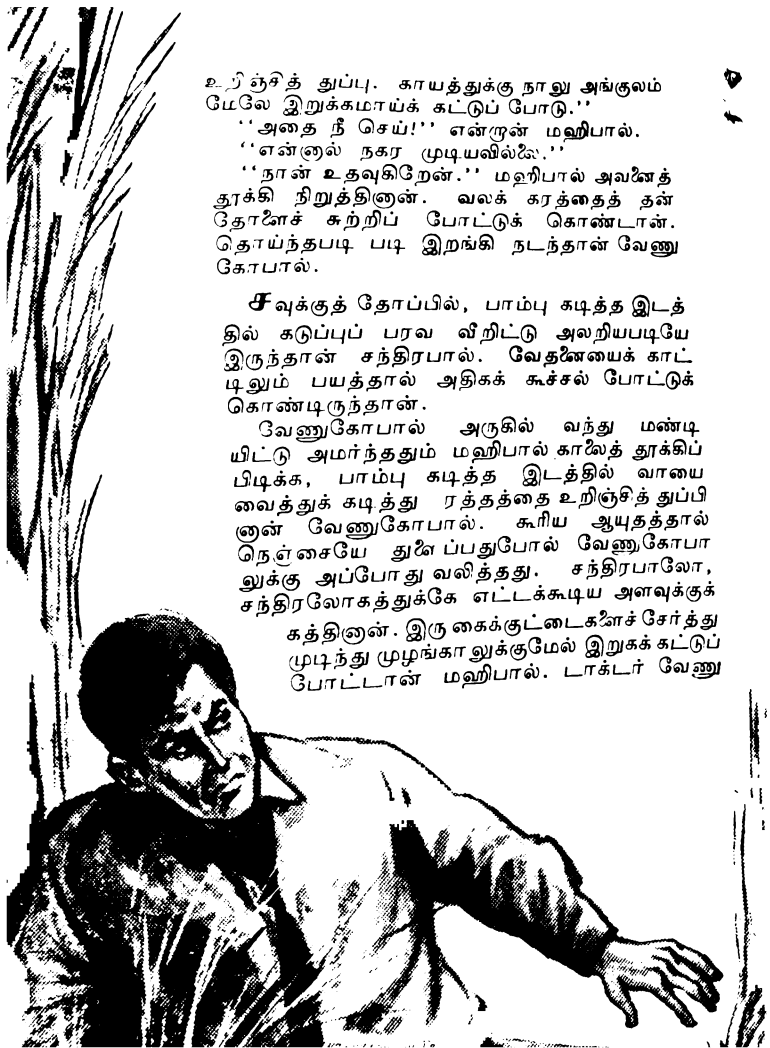 உறிஞ்சித் துப்பு. காயத்துக்கு நாலு அங்குலம்
மேலே இறுக்கமாய்க் கட்டுப் போடு.’’
‘‘அதை நீ செய்!’’ என்றான் மஹிபால்.
‘‘என்னால் நகர முடியவில்லை.’’
‘‘நான் உதவுகிறேன்.’’ மஹிபால் அவனைத்
தூக்கி நிறுத்தினான். வலக் கரத்தைத் தன்
தோளைச் சுற்றிப் போட்டுக் கொண்டான்.
தொய்ந்தபடி படி இறங்கி நடந்தான் வேணு
கோபால்.
சவுக்குத் தோப்பில், பாம்பு கடித்த இடத்
தில் கடுப்புப் பரவ வீறிட்டு அலறியபடியே
இருந்தான் சந்திரபால். வேதனையைக் காட்
டிலும் பயத்தால் அதிகக் கூச்சல் போட்டுக்
கொண்டிருந்தான்.
வேணுகோபால் அருகில் வந்து மண்டி
யிட்டு அமர்ந்ததும் மஹிபால் காலைத் தூக்கிப்
பிடிக்க, பாம்பு கடித்த இடத்தில் வாயை
வைத்துக் கடித்து ரத்தத்தை உறிஞ்சித் துப்பி
னான் வேணுகோபால். கூரிய ஆயுதத்தால்
நெஞ்சையே துளைப்பதுபோல் வேணுகோபா
லுக்கு அப்போது வலித்தது. சந்திரபாலோ,
சந்திரலோகத்துக்கே எட்டக்கூடிய அளவுக்குக்
கத்தினான். இரு கைக்குட்டைகளைச் சேர்த்து
முடிந்து முழங்காலுக்குமேல் இறுகக் கட்டுப்
போட்டான் மஹிபால். டாக்டர் வேணு